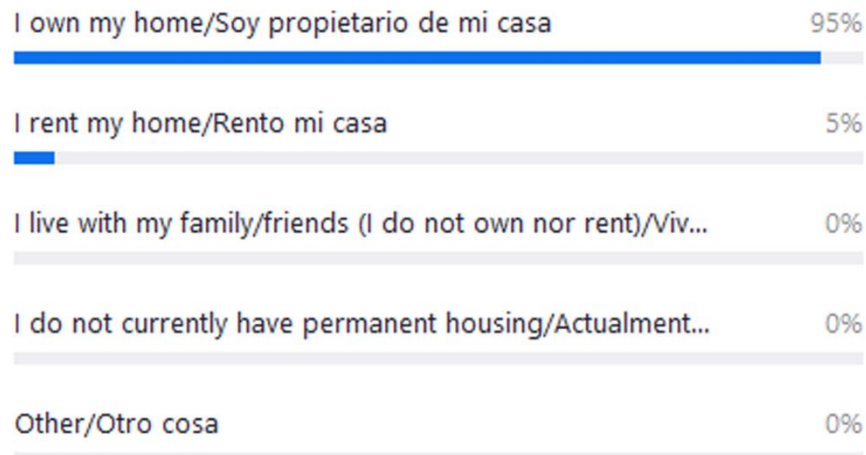 I own my home/Soy propietario de mi casa 95%
I rent my home/Rento mi casa 5%
I live with my family/friends (I do not own nor rent)/Viv... 0%
I do not currently have permanent housing/Actualment... 0%
Other/Otro cosa 0%